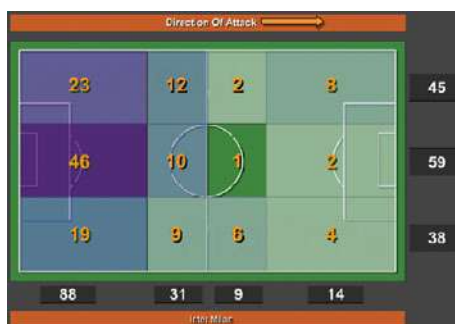 Direction Of Attack
23 12 2 8 45
46 10 1 2 59
19 9 6 4 38
88 31 9 14
Inter Milan